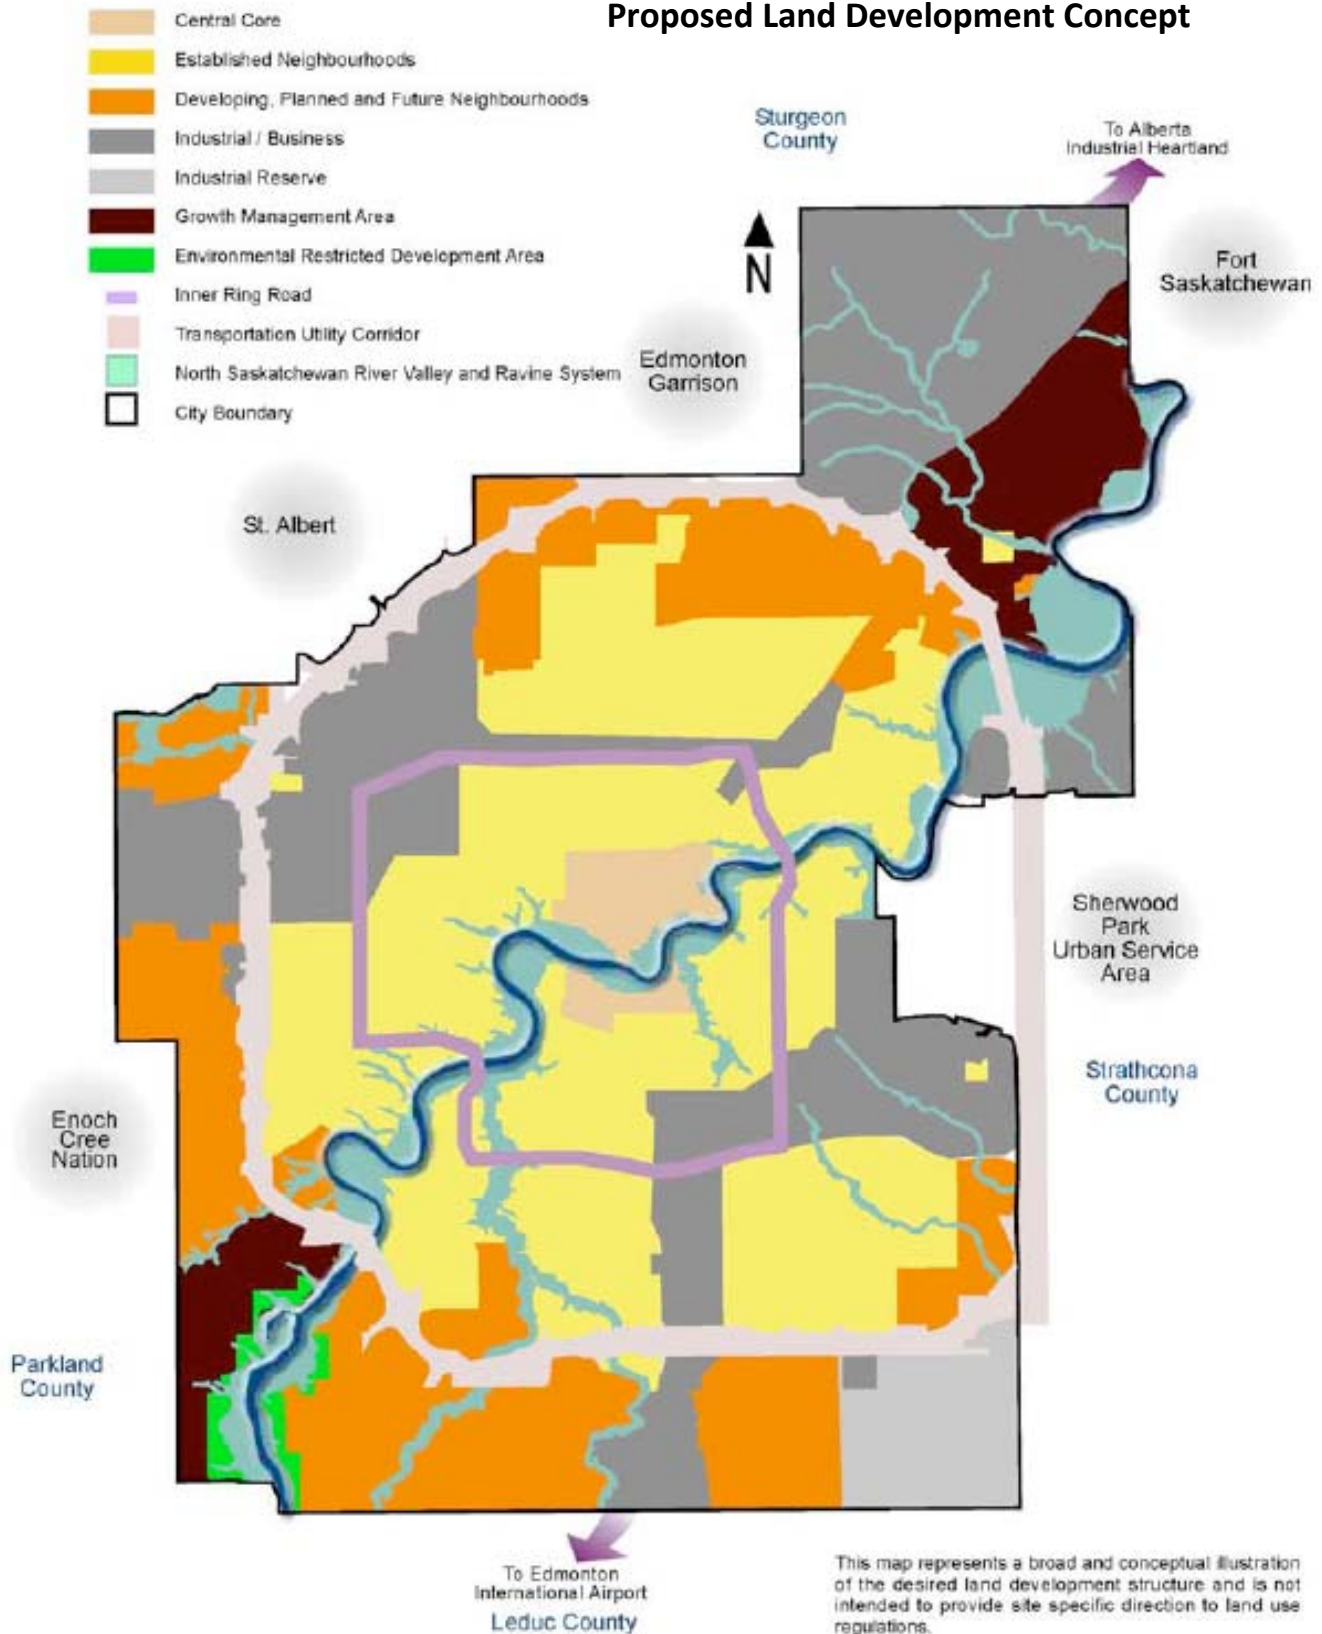 Proposed Land Development Concept
Central Core
Established Neighbourhoods
Developing, Planned and Future Neighbourhoods
Industrial / Business
Industrial Reserve
Growth Management Area
Environmental Restricted Development Area
Inner Ring Road
Transportation Utility Corridor
North Saskatchewan River Valley and Ravine System
City Boundary
Sturgeon
County
To Alberta
Industrial Heartland
N
Fort
Saskatchewan
Edmonton
Garrison
St. Albert
Sherwood
Park
Urban Service
Area
Strathcona
County
Enoch
Cree
Nation
Parkland
County
To Edmonton
International Airport
Leduc County
This map represents a broad and conceptual illustration
of the desired land development structure and is not
intended to provide site specific direction to land use
regulations.